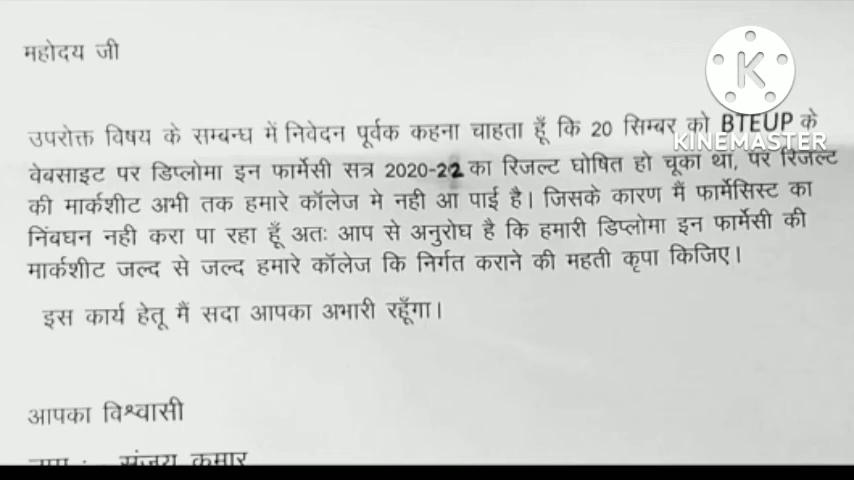 महोदय जी
उपरोक्त विषय के सम्बन्ध में निवेदन पूर्वक कहना चाहता हूँ कि 20 सिम्बर को BTEUP के
वेबसाइट पर डिप्लोमा इन फार्मेसी सत्र 2020-22 का रिजल्ट घोषित हो चूका था, पर रिजल्ट
की मार्कशीट अभी तक हमारे कॉलेज मे नही आ पाई है। जिसके कारण मैं फार्मेसिस्ट का
निंबघन नही करा पा रहा हूँ अतः आप से अनुरोध है कि हमारी डिप्लोमा इन फार्मेसी की
मार्कशीट जल्द से जल्द हमारे कॉलेज कि निर्गत कराने की महती कृपा किजिए।
इस कार्य हेतू मैं सदा आपका अभारी रहूँगा।
आपका विश्वासी
नाम : संजय कुमार
K
KINEMASTER